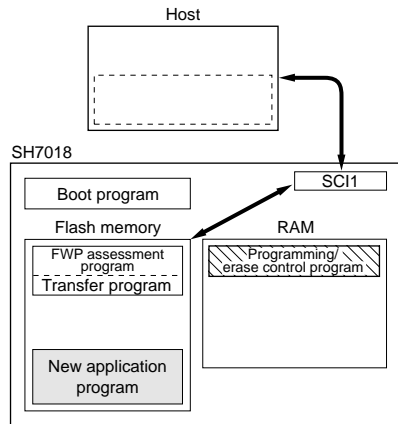 Host
SH7018
SCI1
Boot program
Flash memory
RAM
FWP assessment
program
Transfer program
Programming/
erase control program
New application
program